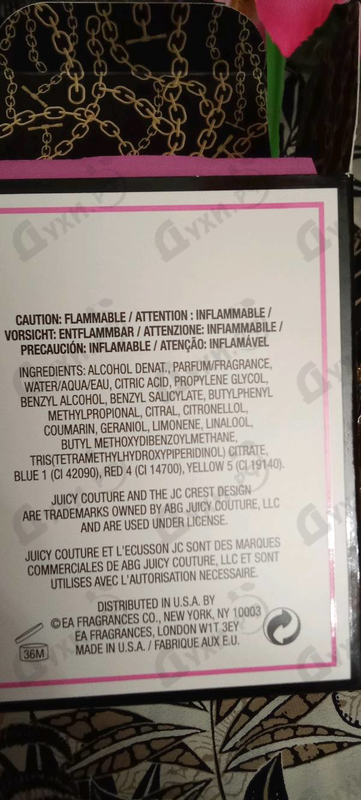 CAUTION: FLAMMABLE / ATTENTION : INFLAMMABLE /
VORSICHT: ENTFLAMMBAR / ATTENZIONE: INFIAMMABILE /
PRECAUCIÓN: INFLAMABLE / ATENÇÃO: INFLAMÁVEL
INGREDIENTS: ALCOHOL DENAT., PARFUM/FRAGRANCE,
WATER/AQUA/EAU, CITRIC ACID, PROPYLENE GLYCOL,
BENZYL ALCOHOL, BENZYL SALICYLATE, BUTYLPHENYL
METHYLPROPIONAL, CITRAL, CITRONELLOL,
COUMARIN, GERANIOL, LIMONENE, LINALOOL,
BUTYL METHOXYDIBENZOYLMETHANE,
TRIS(TETRAMETHYLHYDROXYPIPERIDINOL) CITRATE,
BLUE 1 (CI 42090), RED 4 (CI 14700), YELLOW 5 (CI 19140).
JUICY COUTURE AND THE JC CREST DESIGN
ARE TRADEMARKS OWNED BY ABG JUICY COUTURE, LLC
AND ARE USED UNDER LICENSE.
JUICY COUTURE ET L'ECUSSON JC SONT DES MARQUES
COMMERCIALES DE ABG JUICY COUTURE, LLC ET SONT
UTILISES AVEC L'AUTORISATION NECESSAIRE.
DISTRIBUTED IN U.S.A. BY
©EA FRAGRANCES CO., NEW YORK, NY 10003
EA FRAGRANCES, LONDON W1T 3EY
MADE IN U.S.A. / FABRIQUE AUX E.U.
36M
Духи.рф